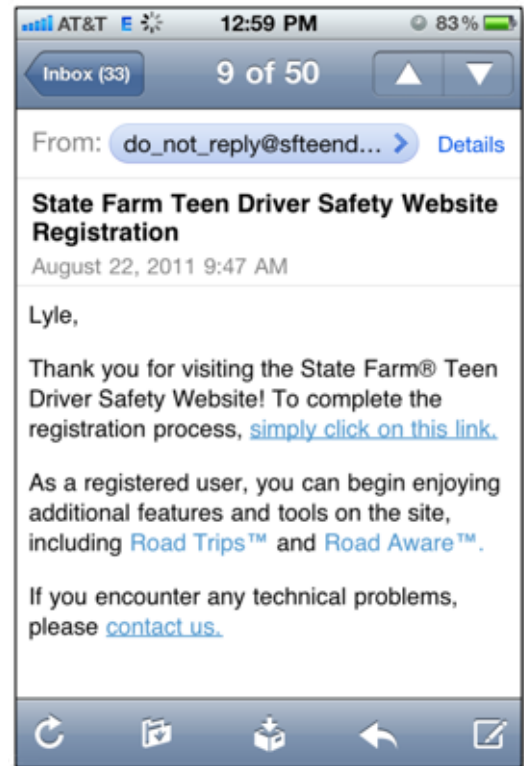 AT&T E 12:59 PM 83%
Inbox (33) 9 of 50
From: do_not_reply@sfteend... Details
State Farm Teen Driver Safety Website
Registration
August 22, 2011 9:47 AM
Lyle,
Thank you for visiting the State Farm® Teen
Driver Safety Website! To complete the
registration process, simply click on this link.
As a registered user, you can begin enjoying
additional features and tools on the site,
including Road Trips™ and Road Aware™.
If you encounter any technical problems,
please contact us.